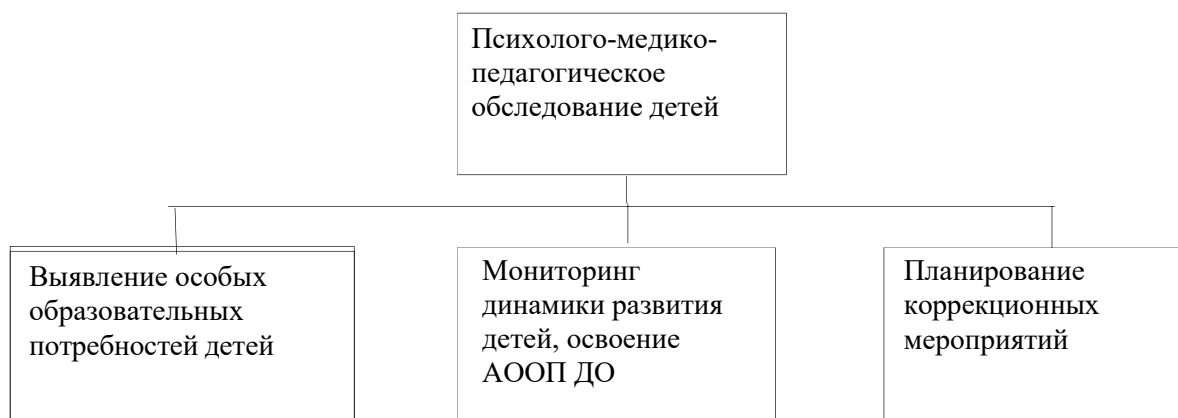 Психолого-медико-
педагогическое
обследование детей
Выявление особых
образовательных
потребностей детей
Мониторинг
динамики развития
детей, освоение
АООП ДО
Планирование
коррекционных
мероприятий